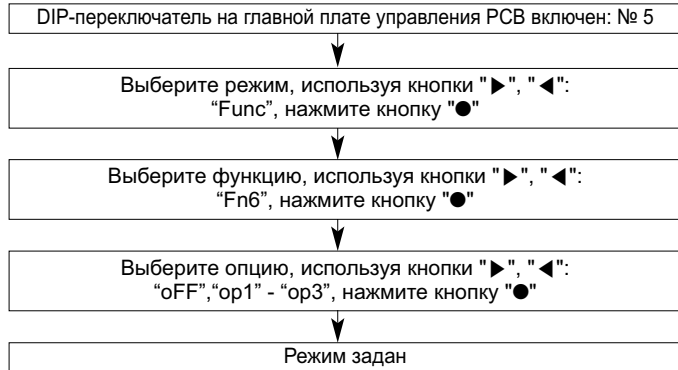 DIP-переключатель на главной плате управления PCB включен: № 5
Выберите режим, используя кнопки "▶", "◀":
“Func”, нажмите кнопку "●"
Выберите функцию, используя кнопки "▶", "◀":
“Fn6”, нажмите кнопку "●"
Выберите опцию, используя кнопки "▶", "◀":
“oFF”,“op1” - “op3”, нажмите кнопку "●"
Режим задан